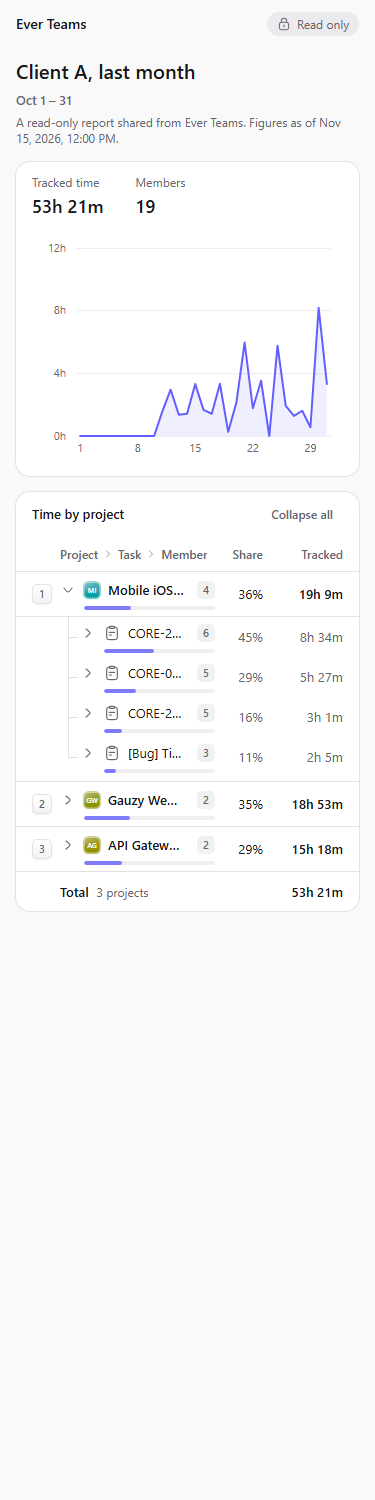 Ever Teams
Read only
Client A, last month
Oct 1 – 31
A read-only report shared from Ever Teams. Figures as of Nov
15, 2026, 12:00 PM.
Tracked time Members
53h 21m 19
12h
8h
4h
0h
1 8 15 22 29
Time by project Collapse all
Project Task Member Share Tracked
1 MI Mobile iOS... 4 36% 19h 9m
CORE-2... 6 45% 8h 34m
CORE-0... 5 29% 5h 27m
CORE-2... 5 16% 3h 1m
[Bug] Ti... 3 11% 2h 5m
2 GW Gauzy We... 2 35% 18h 53m
3 AG API Gatew... 2 29% 15h 18m
Total 3 projects 53h 21m